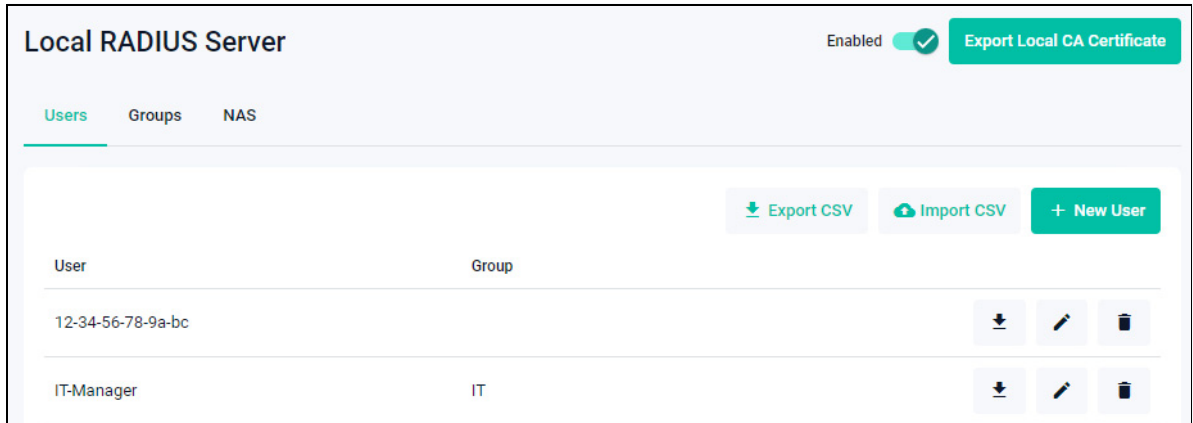 Local RADIUS Server
Enabled
Export Local CA Certificate
Users Groups NAS
Export CSV Import CSV + New User
User Group
12-34-56-78-9a-bc
IT-Manager IT